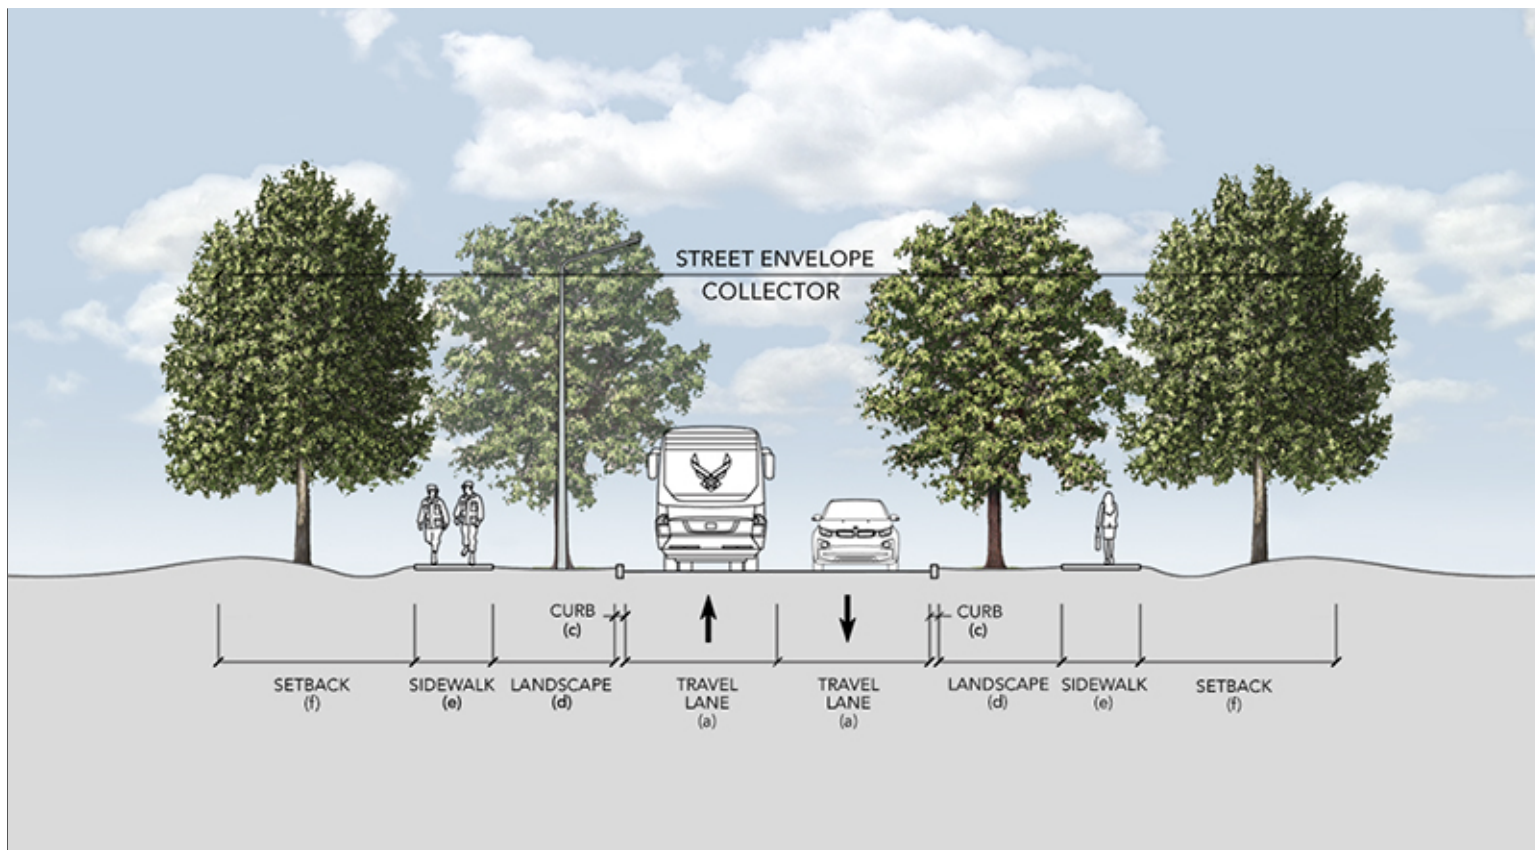 STREET ENVELOPE
COLLECTOR
CURB
(c)
CURB
(c)
SETBACK
(f)
SIDEWALK
(e)
LANDSCAPE
(d)
TRAVEL
LANE
(a)
TRAVEL
LANE
(a)
LANDSCAPE
(d)
SIDEWALK
(e)
SETBACK
(f)